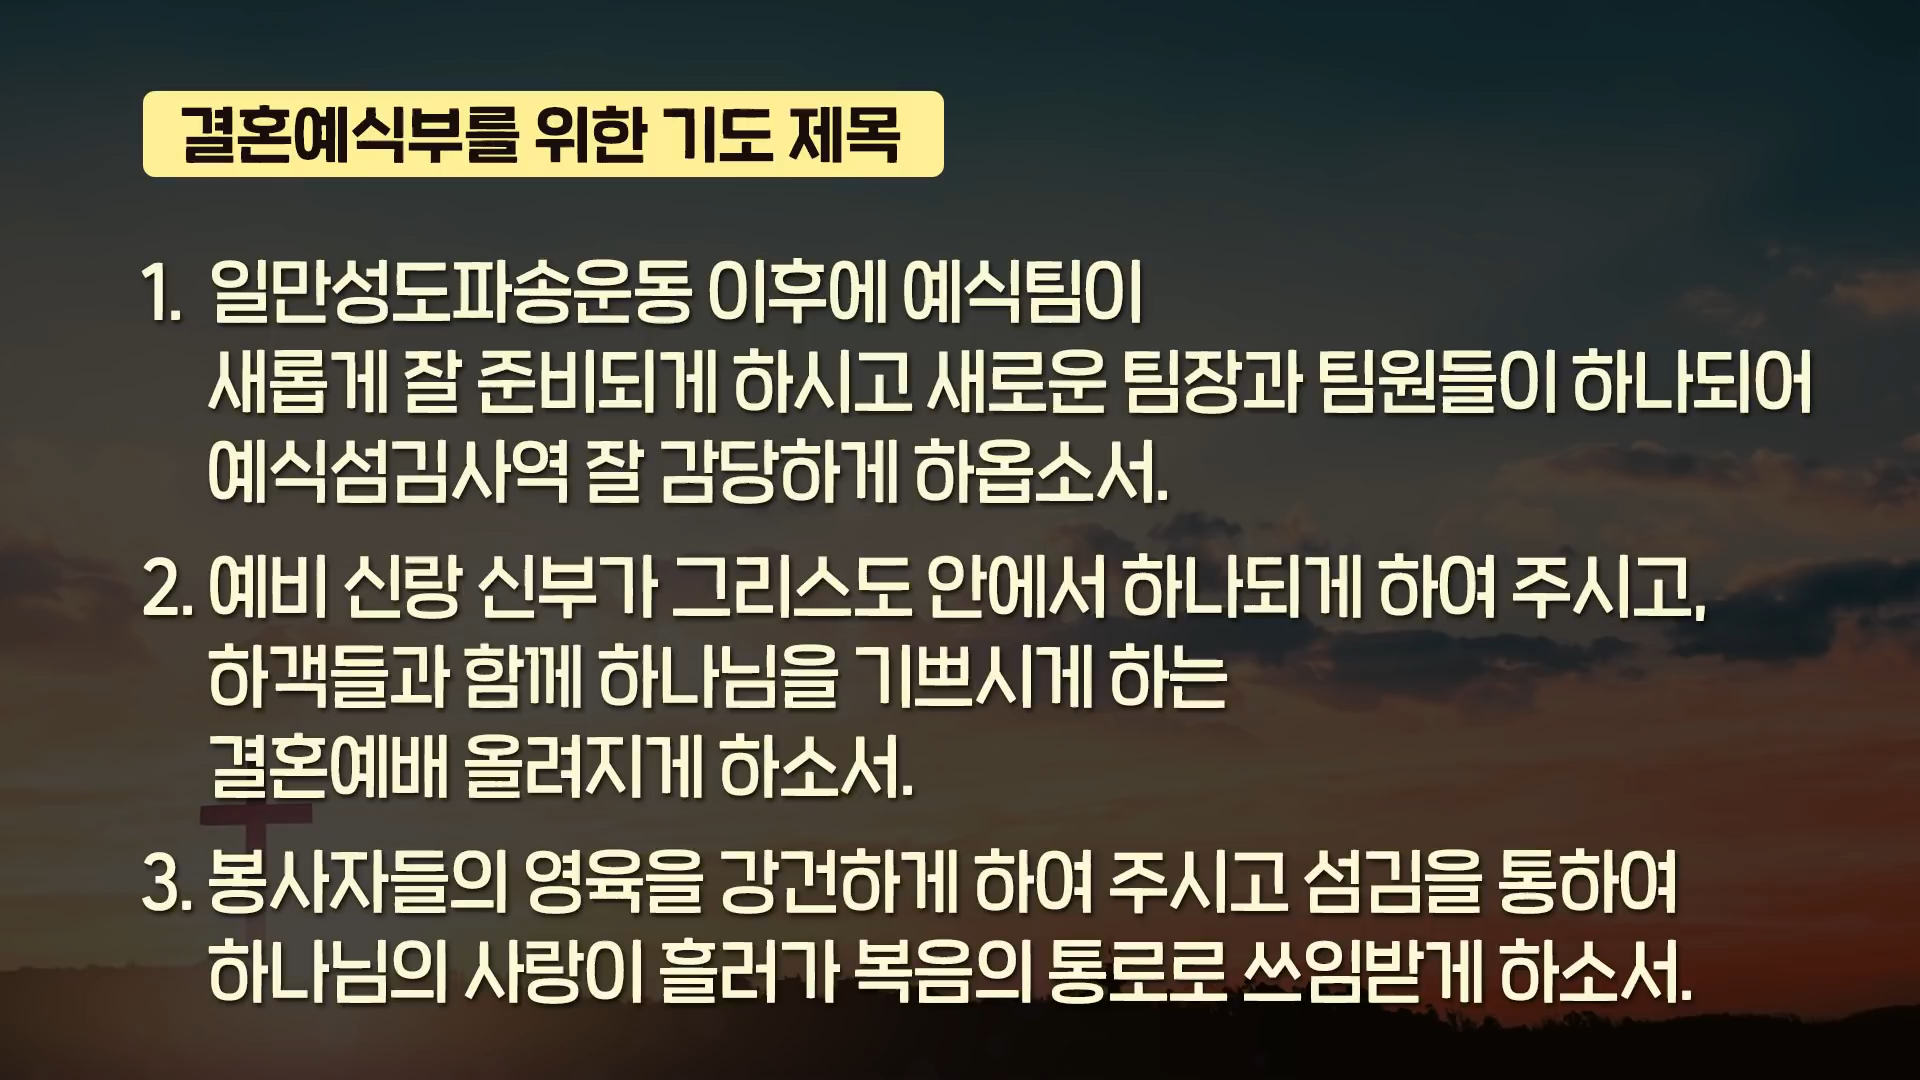 결혼예식부를 위한 기도 제목
1. 일만성도파송운동 이후에 예식팀이
새롭게 잘 준비되게 하시고 새로운 팀장과 팀원들이 하나되어
예식섬김사역 잘 감당하게 하옵소서.
2. 예비 신랑 신부가 그리스도 안에서 하나되게 하여 주시고,
하객들과 함께 하나님을 기쁘시게 하는
결혼예배 올려지게 하소서.
3. 봉사자들의 영육을 강건하게 하여 주시고 섬김을 통하여
하나님의 사랑이 흘러가 복음의 통로로 쓰임받게 하소서.